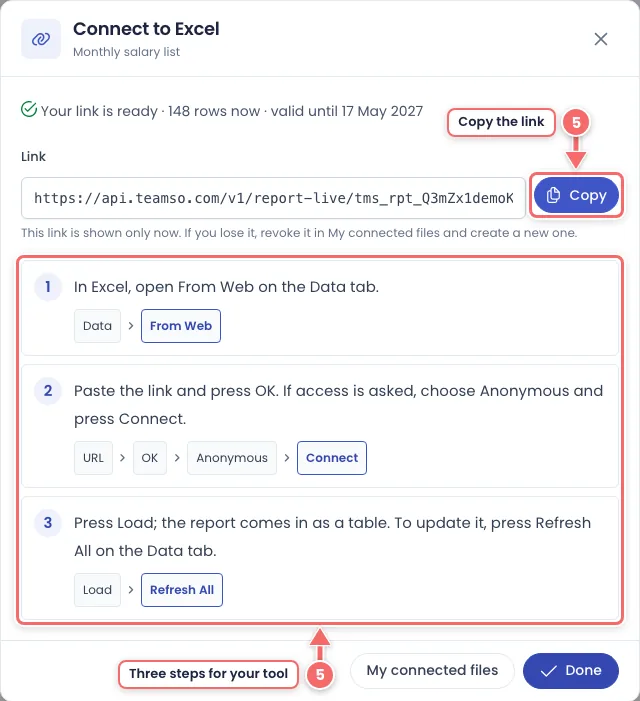 Connect to Excel
Monthly salary list
Your link is ready · 148 rows now · valid until 17 May 2027
Copy the link
5
Link
https://api.teamso.com/v1/report-live/tms_rpt_Q3mZx1demoK
Copy
This link is shown only now. If you lose it, revoke it in My connected files and create a new one.
1
In Excel, open From Web on the Data tab.
Data > From Web
2
Paste the link and press OK. If access is asked, choose Anonymous and
press Connect.
URL > OK > Anonymous > Connect
3
Press Load; the report comes in as a table. To update it, press Refresh
All on the Data tab.
Load > Refresh All
Three steps for your tool
5
My connected files
Done